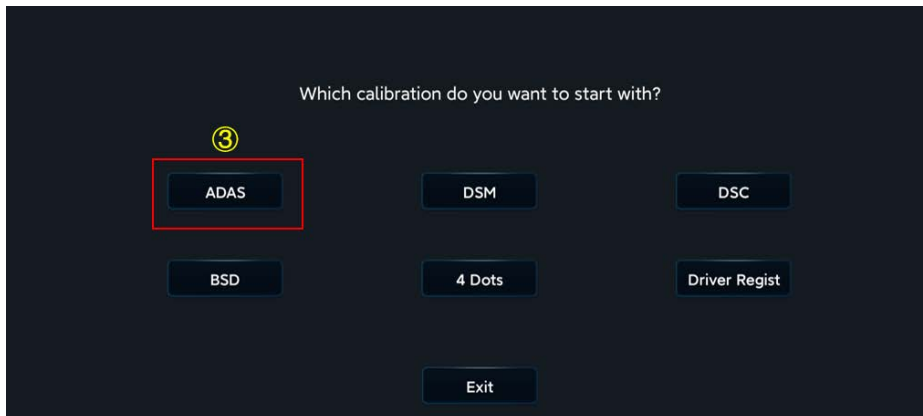 Which calibration do you want to start with?
③
ADAS DSM DSC
BSD 4 Dots Driver Regist
Exit